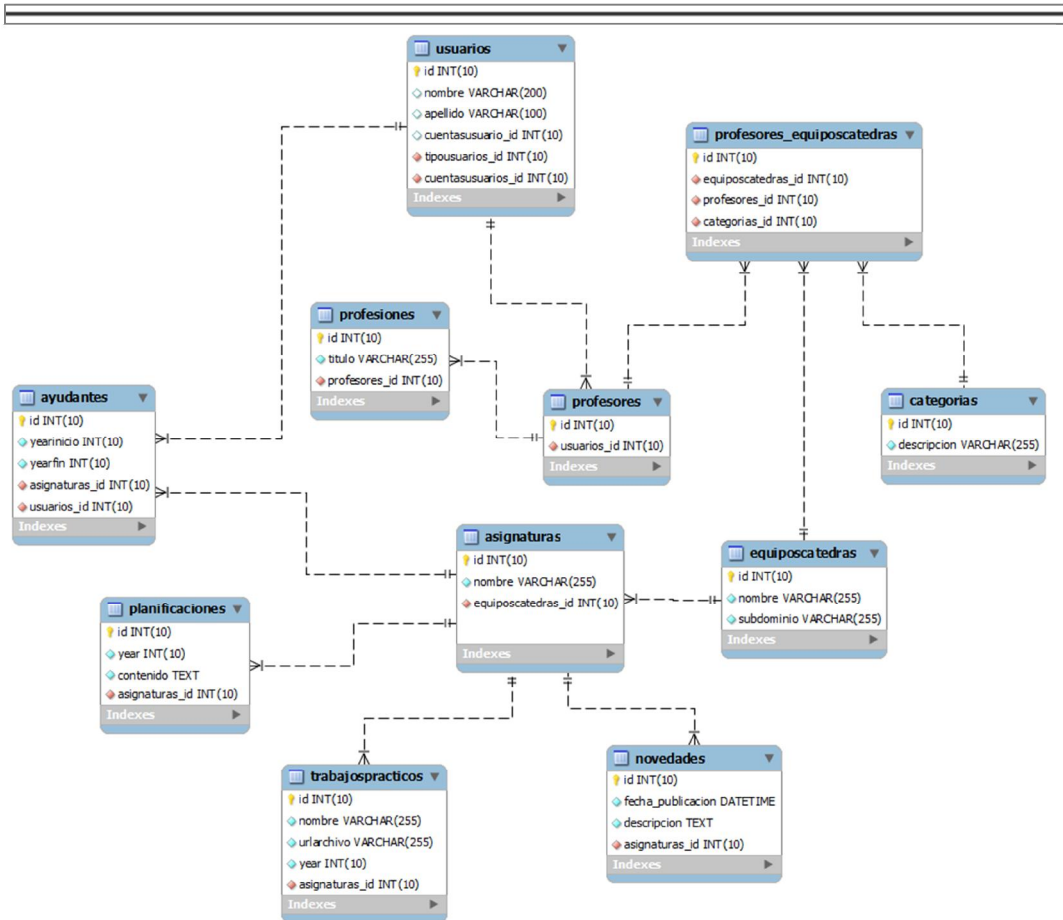 usuarios
id INT(10)
nombre VARCHAR(200)
apellido VARCHAR(100)
cuentasusuario_id INT(10)
tipousuarios_id INT(10)
cuentasusuarios_id INT(10)
Indexes
profesores_equiposcatedras
id INT(10)
equiposcatedras_id INT(10)
profesores_id INT(10)
categorias_id INT(10)
Indexes
profesiones
id INT(10)
titulo VARCHAR(255)
profesores_id INT(10)
Indexes
ayudantes
id INT(10)
yearinicio INT(10)
yearfin INT(10)
asignaturas_id INT(10)
usuarios_id INT(10)
Indexes
profesores
id INT(10)
usuarios_id INT(10)
Indexes
categorias
id INT(10)
descripcion VARCHAR(255)
Indexes
asignaturas
id INT(10)
nombre VARCHAR(255)
equiposcatedras_id INT(10)
Indexes
equiposcatedras
id INT(10)
nombre VARCHAR(255)
subdominio VARCHAR(255)
Indexes
planificaciones
id INT(10)
year INT(10)
contenido TEXT
asignaturas_id INT(10)
Indexes
trabajospracticos
id INT(10)
nombre VARCHAR(255)
urlarchivo VARCHAR(255)
year INT(10)
asignaturas_id INT(10)
Indexes
novedades
id INT(10)
fecha_publicacion DATETIME
descripcion TEXT
asignaturas_id INT(10)
Indexes